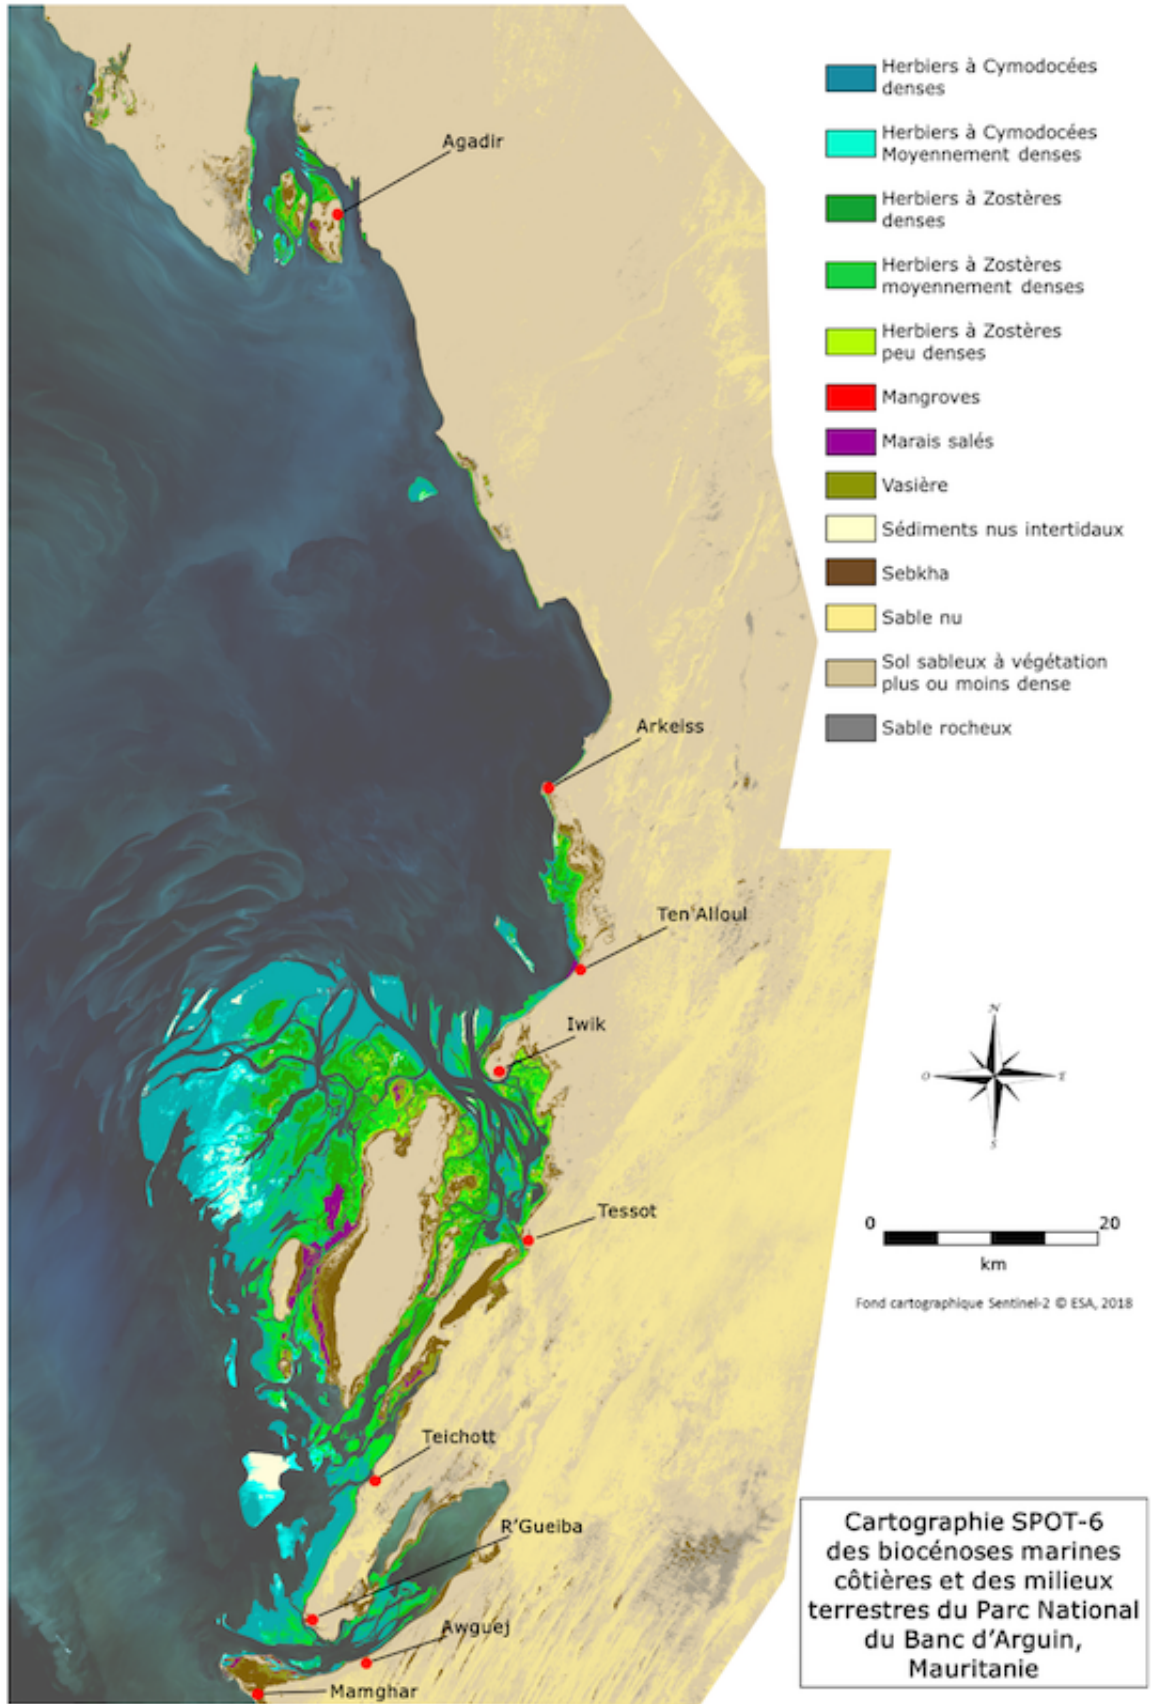 Herbiers à Cymodocées
denses
Herbiers à Cymodocées
Moyennement denses
Herbiers à Zostères
denses
Herbiers à Zostères
moyennement denses
Herbiers à Zostères
peu denses
Mangroves
Marais salés
Vasière
Sédiments nus intertidaux
Sebkha
Sable nu
Sol sableux à végétation
plus ou moins dense
Sable rocheux
Agadir
Arkeiss
Ten Alloul
Iwik
Tessot
Teichott
R'Gueiba
Awguej
Mamghar
N
O
E
S
0 20
km
Fond cartographique Sentinel-2 © ESA, 2018
Cartographie SPOT-6
des biocénoses marines
côtières et des milieux
terrestres du Parc National
du Banc d'Arguin,
Mauritanie